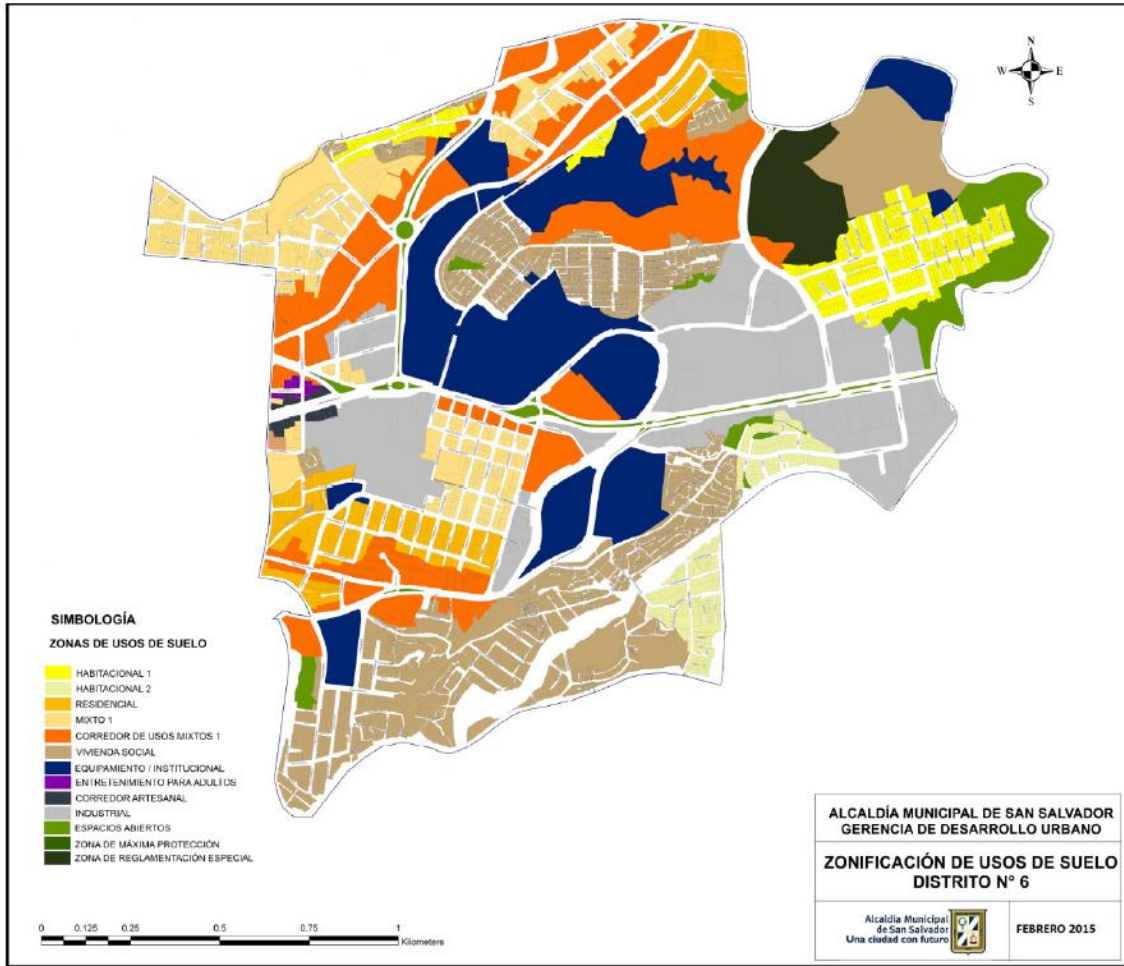 N
W E
S
SIMBOLOGÍA
ZONAS DE USOS DE SUELO
HABITACIONAL 1
HABITACIONAL 2
RESIDENCIAL
MIXTO 1
CORREDOR DE USOS MIXTOS 1
VIVIENDA SOCIAL
EQUIPAMIENTO / INSTITUCIONAL
ENTRETENIMIENTO PARA ADULTOS
CORREDOR ARTESANAL
INDUSTRIAL
ESPACIOS ABIERTOS
ZONA DE MÁXIMA PROTECCIÓN
ZONA DE REGLAMENTACIÓN ESPECIAL
0 0.125 0.25 0.5 0.75 1
Kilometers
ALCALDÍA MUNICIPAL DE SAN SALVADOR
GERENCIA DE DESARROLLO URBANO
ZONIFICACIÓN DE USOS DE SUELO
DISTRITO N° 6
Alcaldía Municipal
de San Salvador
Una ciudad con futuro
FEBRERO 2015